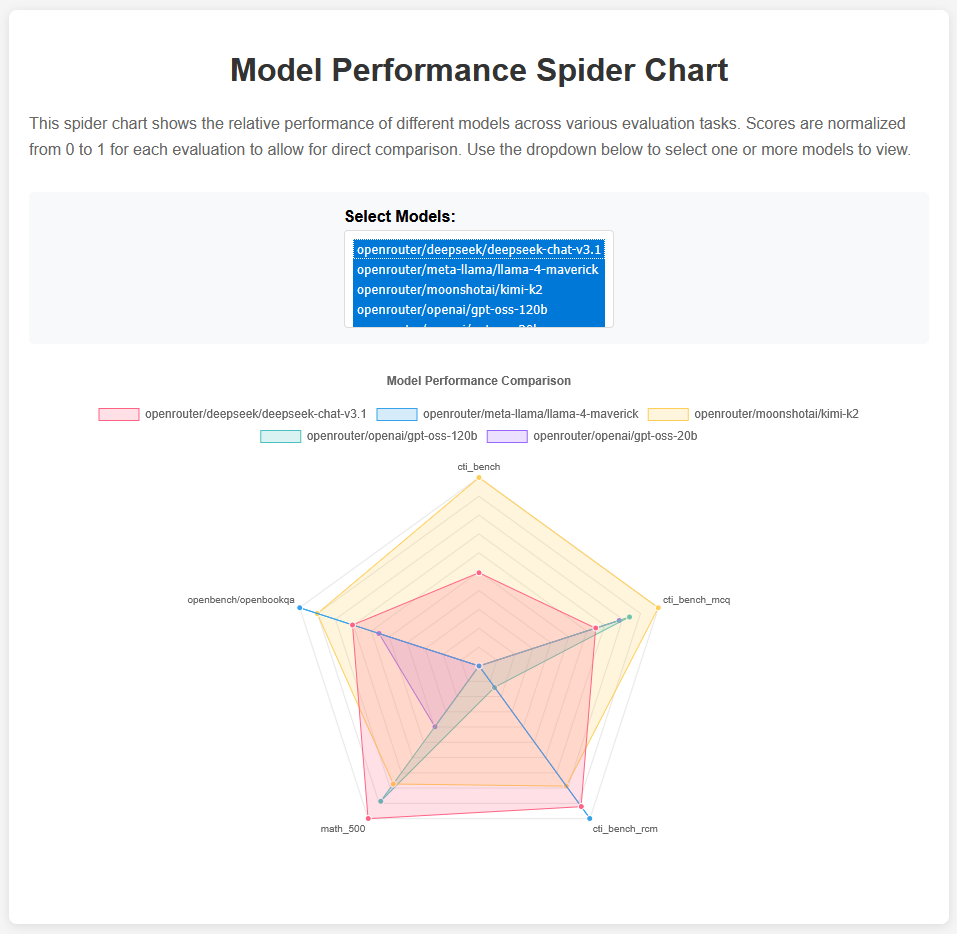 Model Performance Spider Chart
This spider chart shows the relative performance of different models across various evaluation tasks. Scores are normalized
from 0 to 1 for each evaluation to allow for direct comparison. Use the dropdown below to select one or more models to view.
Select Models:
openrouter/deepseek/deepseek-chat-v3.1
openrouter/meta-llama/llama-4-maverick
openrouter/moonshotai/kimi-k2
openrouter/openai/gpt-oss-120b
Model Performance Comparison
openrouter/deepseek/deepseek-chat-v3.1 openrouter/meta-llama/llama-4-maverick openrouter/moonshotai/kimi-k2
openrouter/openai/gpt-oss-120b openrouter/openai/gpt-oss-20b
cti_bench
openbench/openbookqa cti_bench_mcq
math_500 cti_bench_rcm